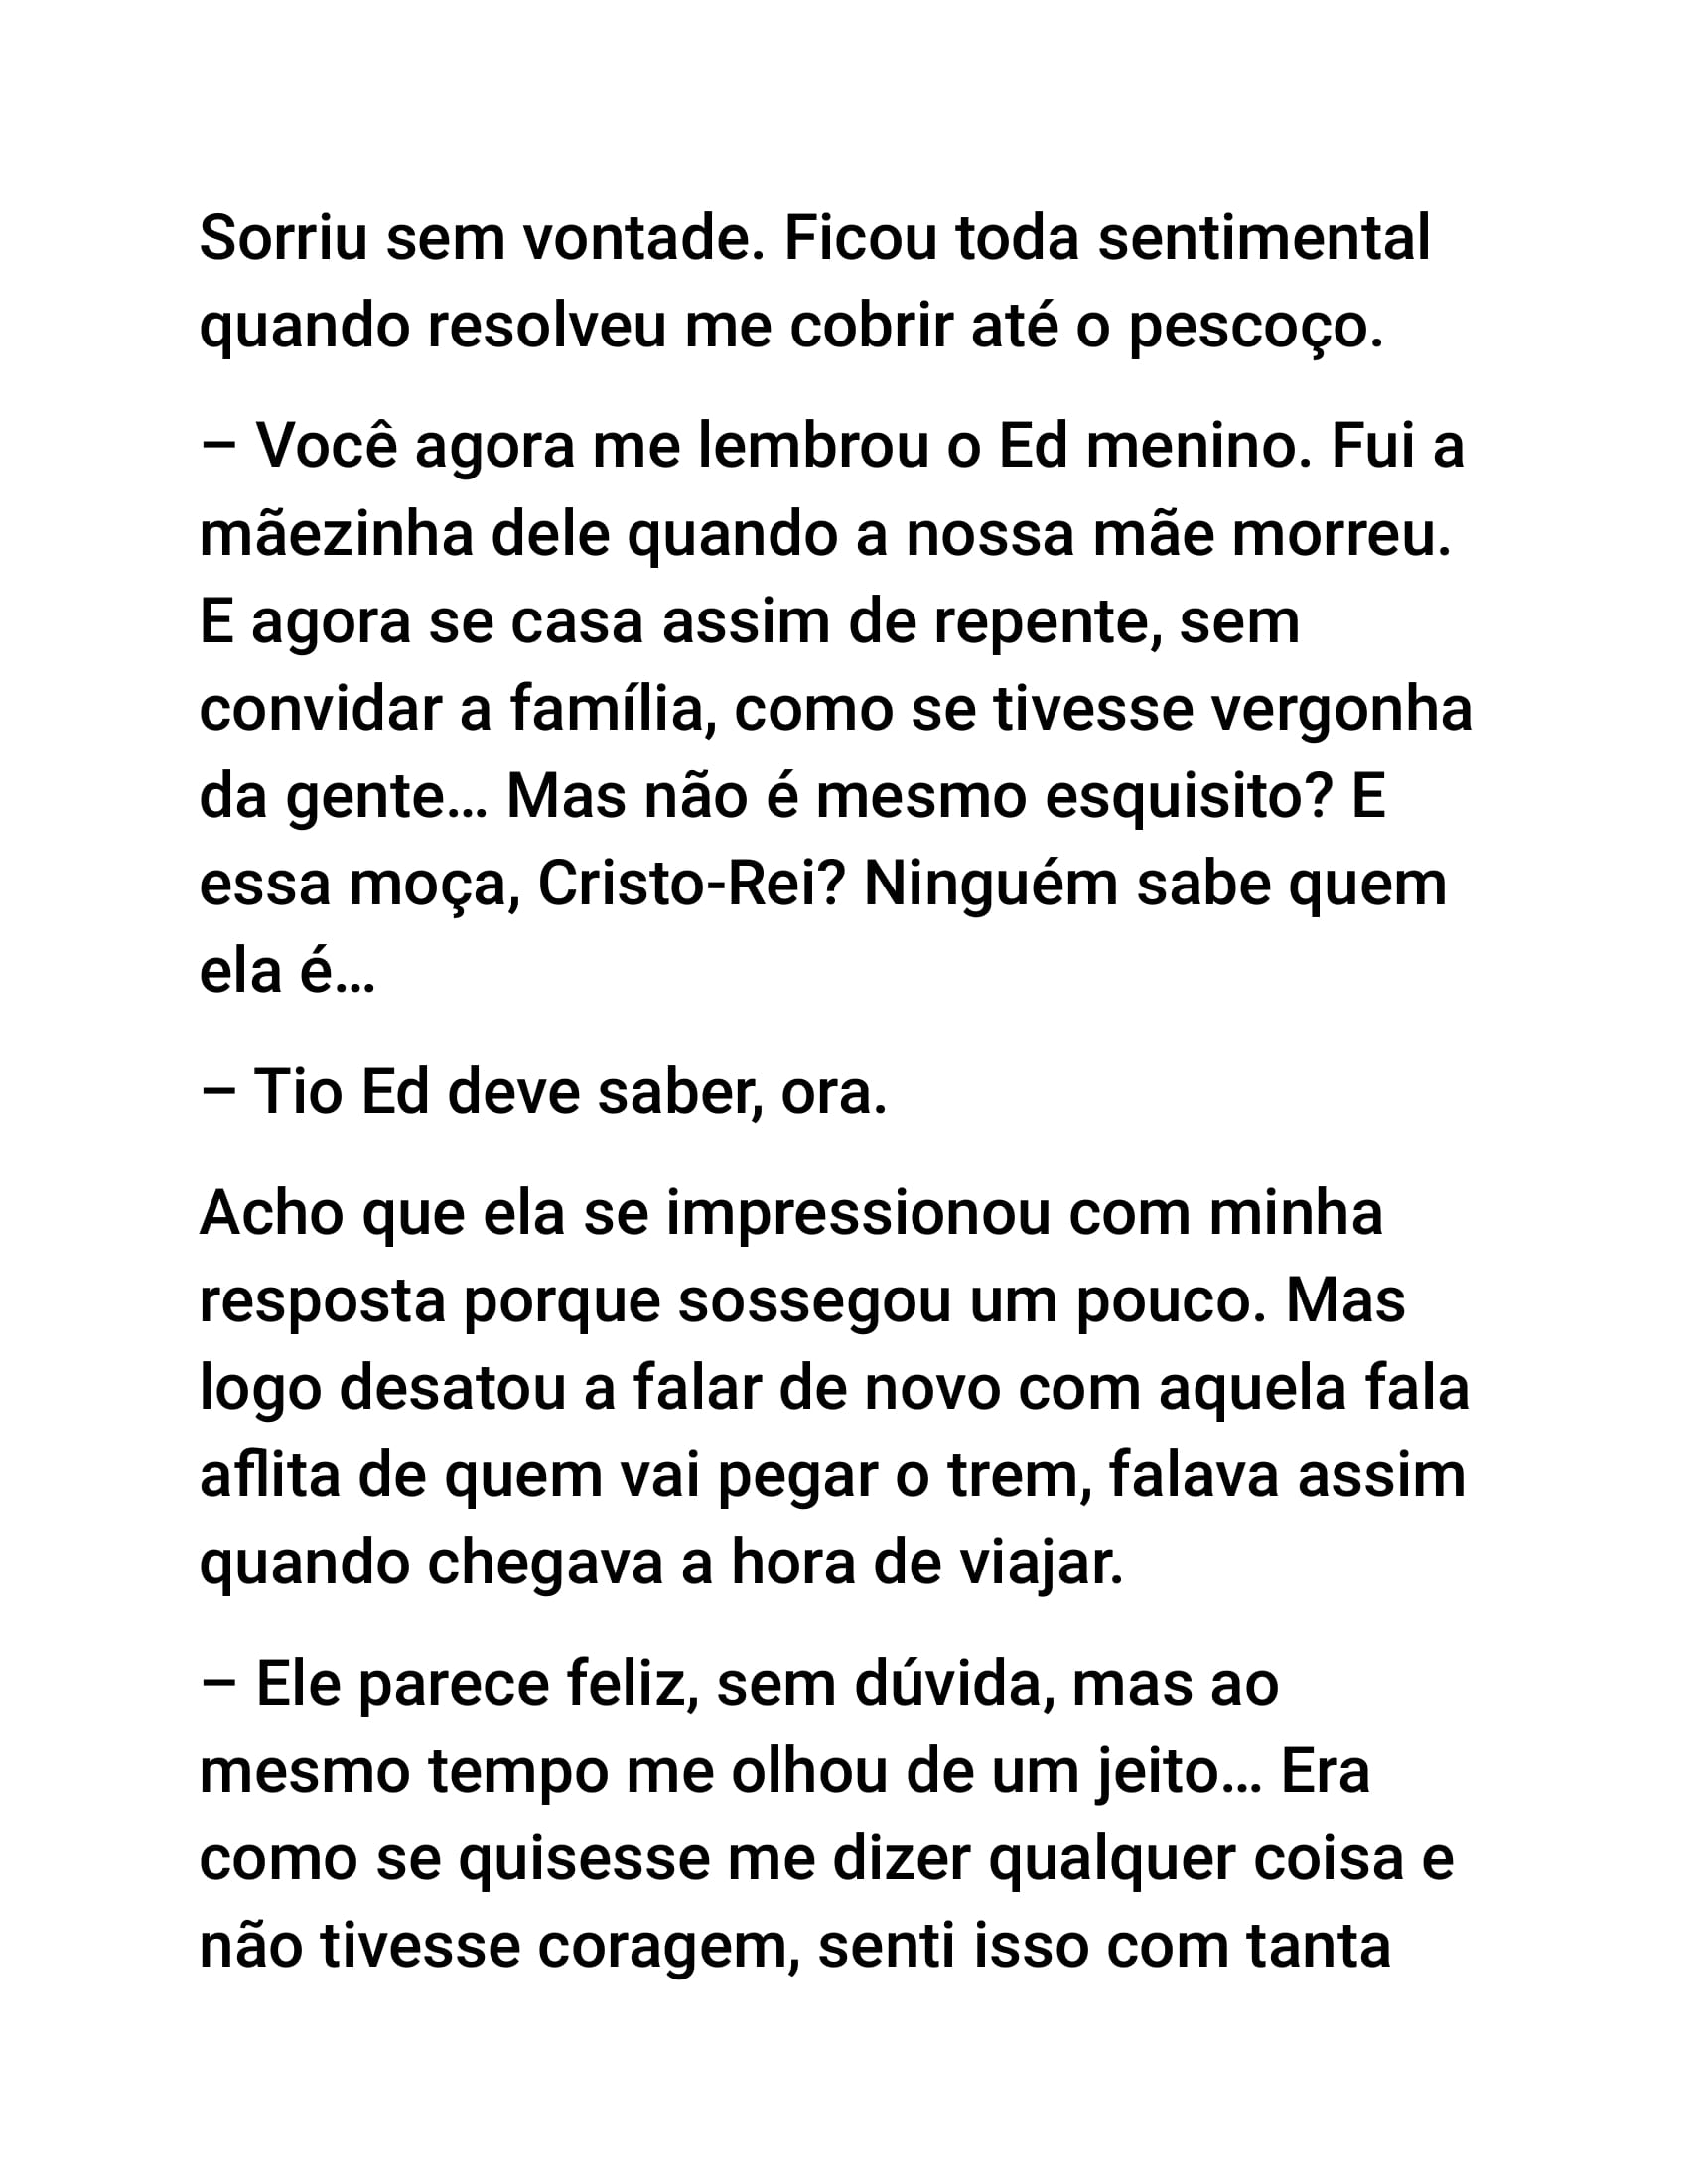 Sorriu sem vontade. Ficou toda sentimental
quando resolveu me cobrir até o pescoço.
– Você agora me lembrou o Ed menino. Fui a
mãezinha dele quando a nossa mãe morreu.
E agora se casa assim de repente, sem
convidar a família, como se tivesse vergonha
da gente… Mas não é mesmo esquisito? E
essa moça, Cristo-Rei? Ninguém sabe quem
ela é…
– Tio Ed deve saber, ora.
Acho que ela se impressionou com minha
resposta porque sossegou um pouco. Mas
logo desatou a falar de novo com aquela fala
aflita de quem vai pegar o trem, falava assim
quando chegava a hora de viajar.
– Ele parece feliz, sem dúvida, mas ao
mesmo tempo me olhou de um jeito… Era
como se quisesse me dizer qualquer coisa e
não tivesse coragem, senti isso com tanta